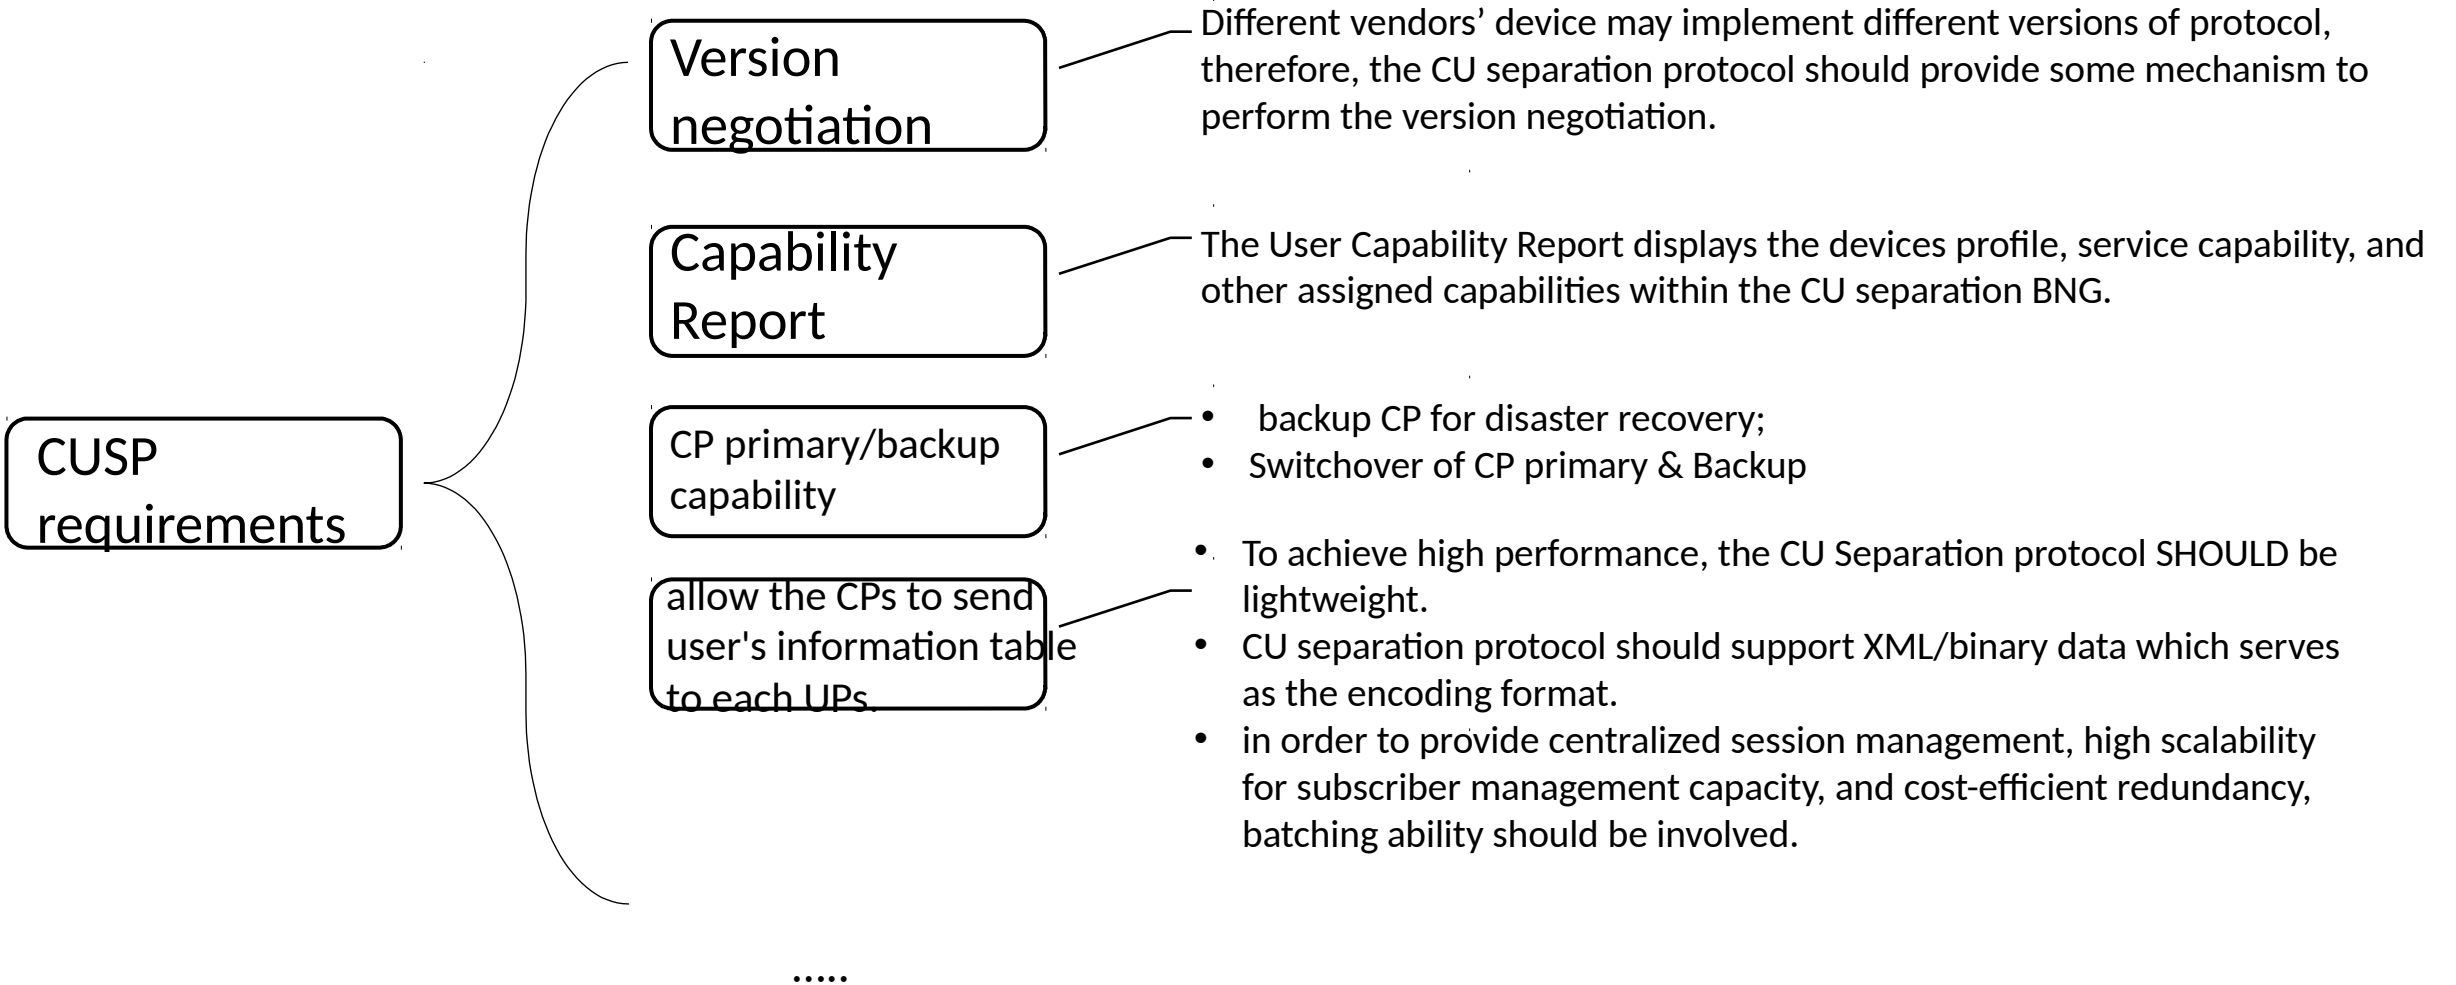 CUSP
requirements
Version
negotiation
Different vendors’ device may implement different versions of protocol,
therefore, the CU separation protocol should provide some mechanism to
perform the version negotiation.
Capability
Report
The User Capability Report displays the devices profile, service capability, and
other assigned capabilities within the CU separation BNG.
CP primary/backup
capability
• backup CP for disaster recovery;
• Switchover of CP primary & Backup
allow the CPs to send
user's information table
to each UPs.
• To achieve high performance, the CU Separation protocol SHOULD be
lightweight.
• CU separation protocol should support XML/binary data which serves
as the encoding format.
• in order to provide centralized session management, high scalability
for subscriber management capacity, and cost-efficient redundancy,
batching ability should be involved.
.....